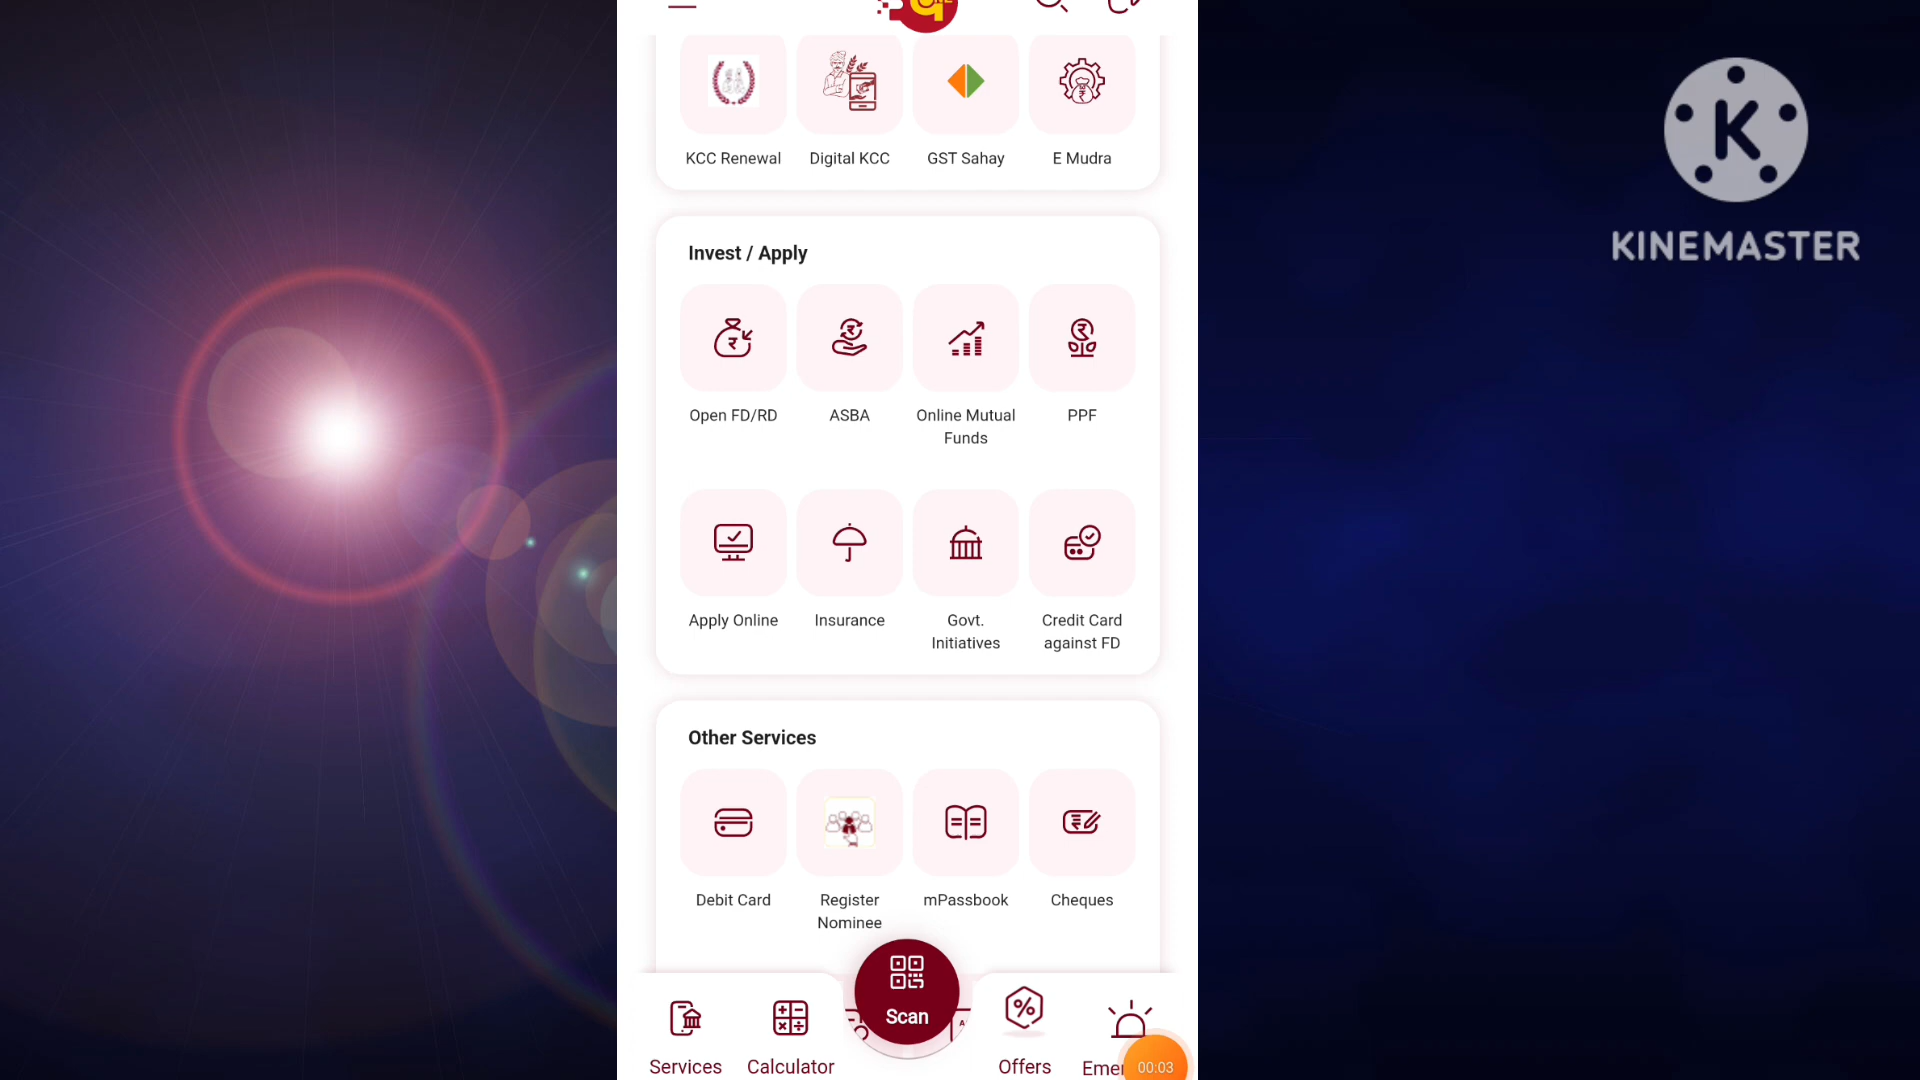 KCC Renewal
Digital KCC
GST Sahay
E Mudra
K
KINEMASTER
Invest / Apply
Open FD/RD
ASBA
Online Mutual
Funds
PPF
Apply Online
Insurance
Govt.
Initiatives
Credit Card
against FD
Other Services
Debit Card
Register
Nominee
mPassbook
Cheques
Scan
Services
Calculator
Offers
00:03